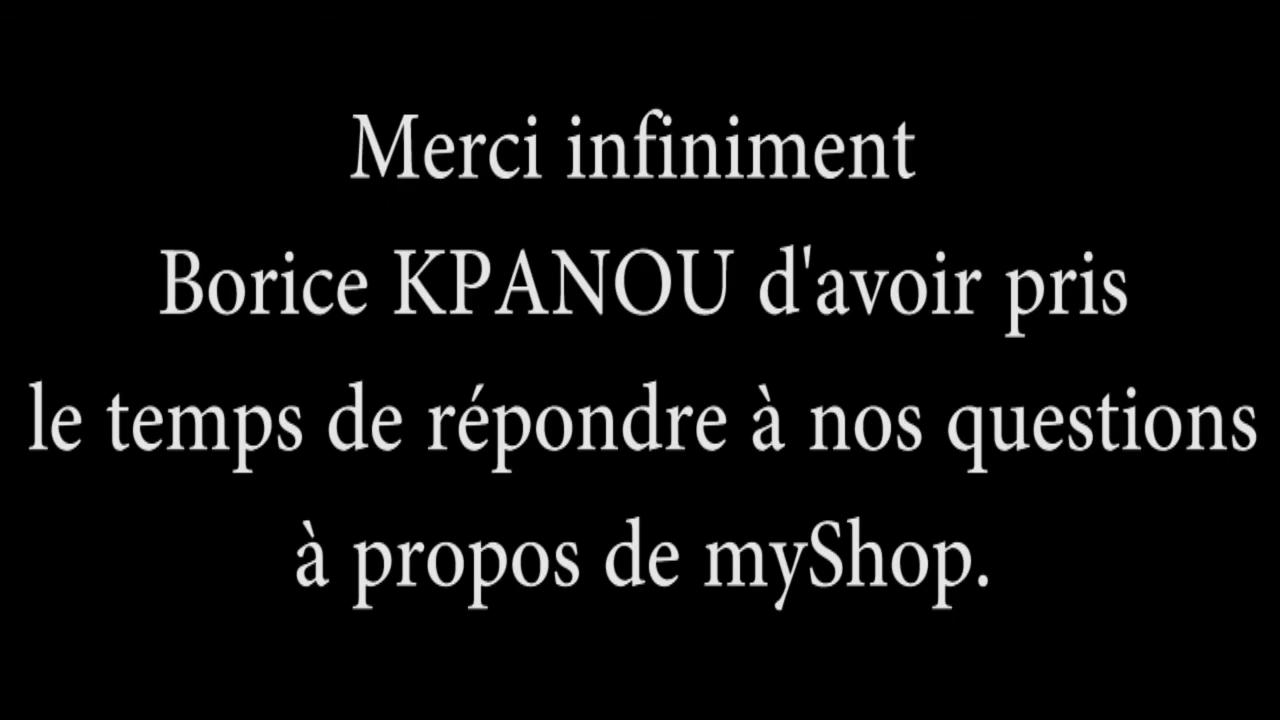 Merci infiniment
Borice KPANOU d'avoir pris
le temps de répondre à nos questions
à propos de myShop.